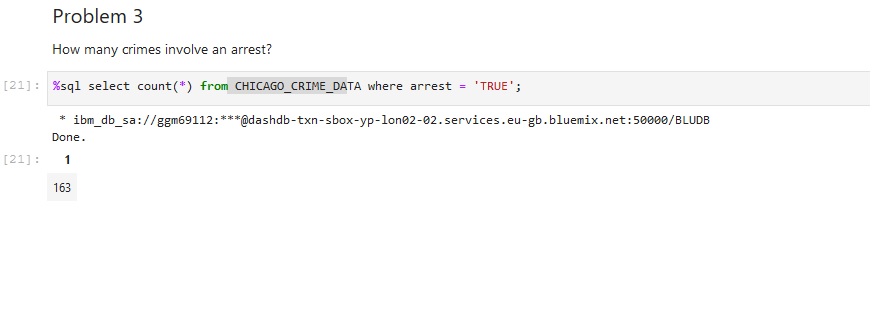 Problem 3
How many crimes involve an arrest?
[21]: %sql select count(*) from CHICAGO_CRIME_DATA where arrest = 'TRUE';
* ibm_db_sa://ggm69112:***@dashdb-txn-sbox-yp-lon02-02.services.eu-gb.bluemix.net:50000/BLUDB
Done.
[21]: 1
163